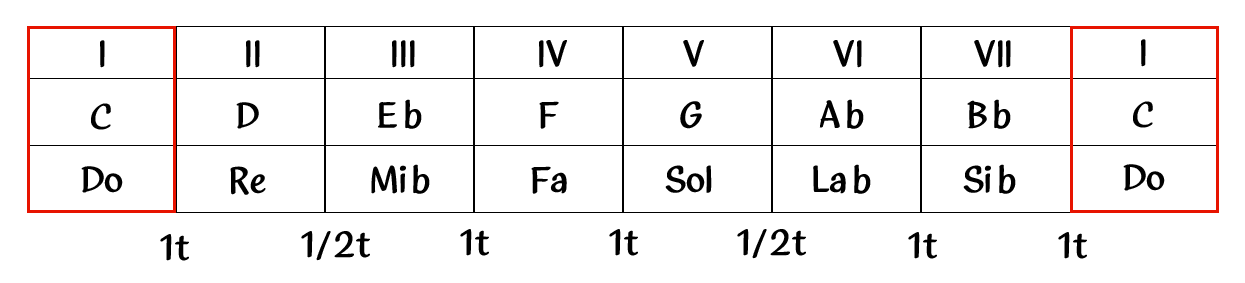 I II III IV V VI VII I
C D Eb F G Ab Bb C
Do Re Mib Fa Sol Lab Sib Do
1t 1/2t 1t 1t 1/2t 1t 1t